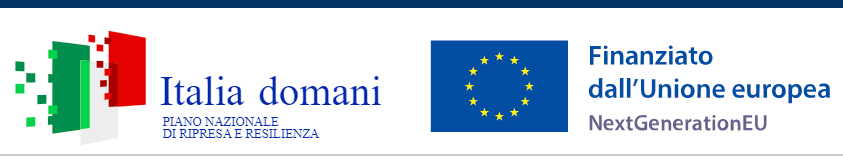 Italia domani
PIANO NAZIONALE
DI RIPRESA E RESILIENZA
Finanziato
dall'Unione europea
NextGenerationEU